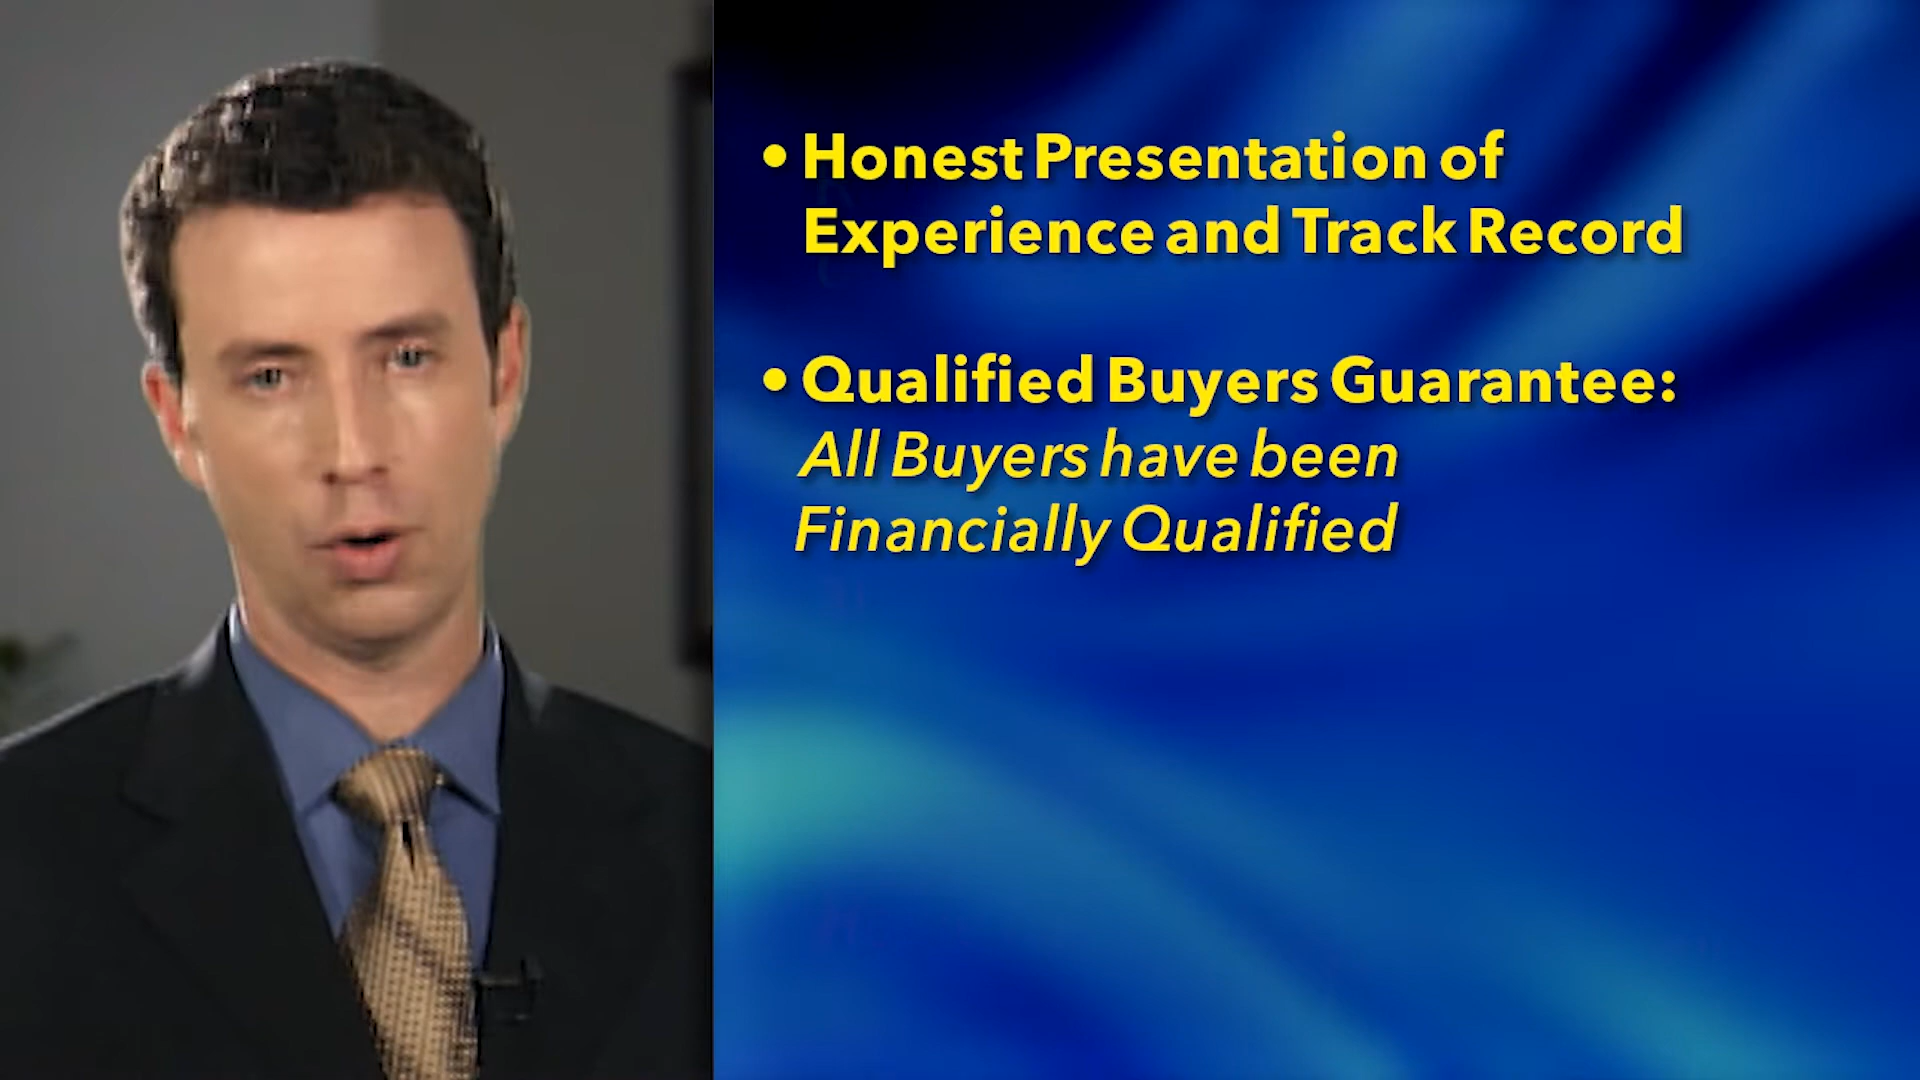 • Honest Presentation of
Experience and Track Record
• Qualified Buyers Guarantee:
All Buyers have been
Financially Qualified